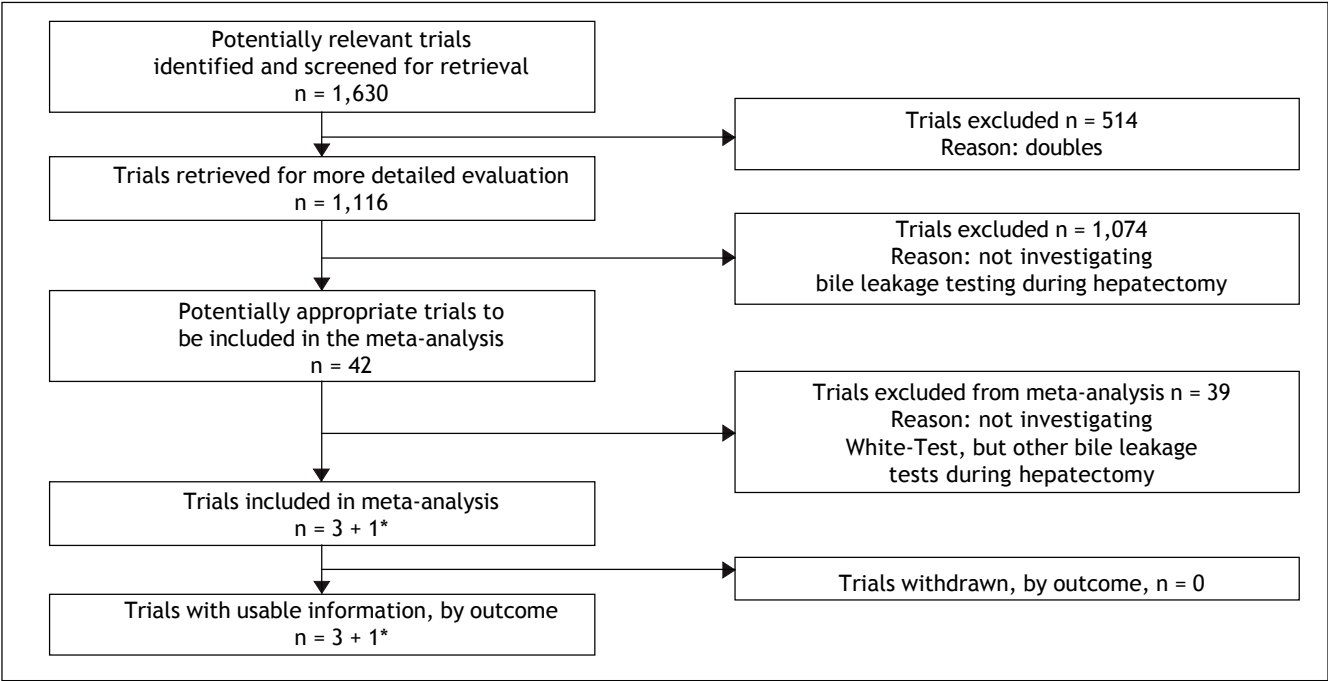 Potentially relevant trials
identified and screened for retrieval
n = 1,630
Trials excluded n = 514
Reason: doubles
Trials retrieved for more detailed evaluation
n = 1,116
Trials excluded n = 1,074
Reason: not investigating
bile leakage testing during hepatectomy
Potentially appropriate trials to
be included in the meta-analysis
n = 42
Trials excluded from meta-analysis n = 39
Reason: not investigating
White-Test, but other bile leakage
tests during hepatectomy
Trials included in meta-analysis
n = 3 + 1*
Trials withdrawn, by outcome, n = 0
Trials with usable information, by outcome
n = 3 + 1*